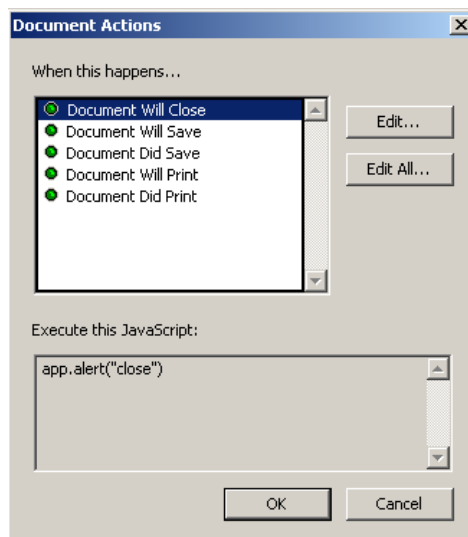 Document Actions
When this happens...
Document Will Close
Document Will Save
Document Did Save
Document Will Print
Document Did Print
Edit...
Edit All...
Execute this JavaScript:
app.alert("close")
OK
Cancel